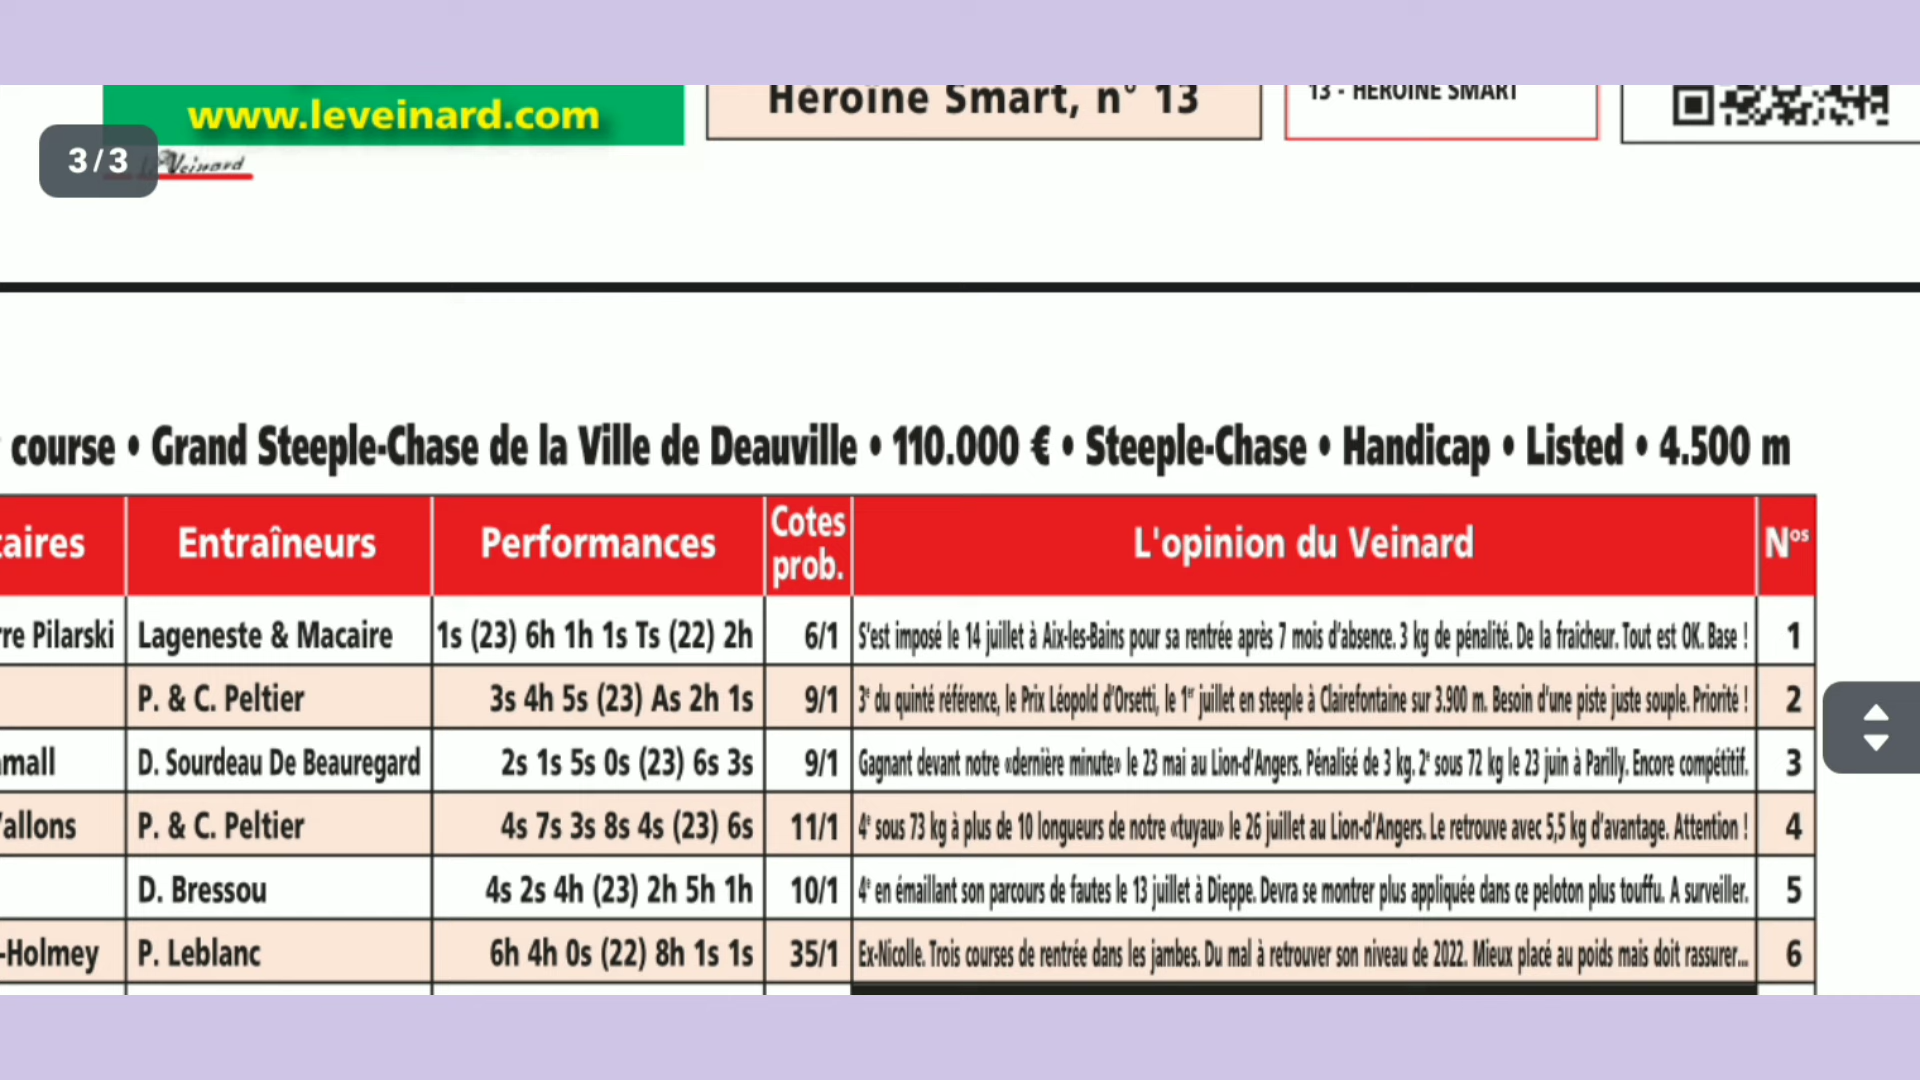 www.leveinard.com
Heroïne Smart, n° 13
13 - HEROINE SMART
3/3
Veinard
course • Grand Steeple-Chase de la Ville de Deauville • 110.000 € • Steeple-Chase • Handicap • Listed • 4.500 m
taires Entraîneurs Performances Cotes prob. L'opinion du Veinard Nos
re Pilarski Lageneste & Macaire 1s (23) 6h 1h 1s Ts (22) 2h 6/1 S'est imposé le 14 juillet à Aix-les-Bains pour sa rentrée après 7 mois d'absence. 3 kg de pénalité. De la fraîcheur. Tout est OK. Base ! 1
P. & C. Peltier 3s 4h 5s (23) As 2h 1s 9/1 3e du quinté référence, le Prix Léopold d'Orsetti, le 1er juillet en steeple à Clairefontaine sur 3.900 m. Besoin d'une piste juste souple. Priorité ! 2
mall D. Sourdeau De Beauregard 2s 1s 5s 0s (23) 6s 3s 9/1 Gagnant devant notre «dernière minute» le 23 mai au Lion-d'Angers. Pénalisé de 3 kg. 2e sous 72 kg le 23 juin à Parilly. Encore compétitif. 3
allons P. & C. Peltier 4s 7s 3s 8s 4s (23) 6s 11/1 4e sous 73 kg à plus de 10 longueurs de notre «tuyau» le 26 juillet au Lion-d'Angers. Le retrouve avec 5,5 kg d'avantage. Attention ! 4
D. Bressou 4s 2s 4h (23) 2h 5h 1h 10/1 4e en émaillant son parcours de fautes le 13 juillet à Dieppe. Devra se montrer plus appliquée dans ce peloton plus touffu. A surveiller. 5
-Holmey P. Leblanc 6h 4h 0s (22) 8h 1s 1s 35/1 Ex-Nicolle. Trois courses de rentrée dans les jambes. Du mal à retrouver son niveau de 2022. Mieux placé au poids mais doit rassurer... 6